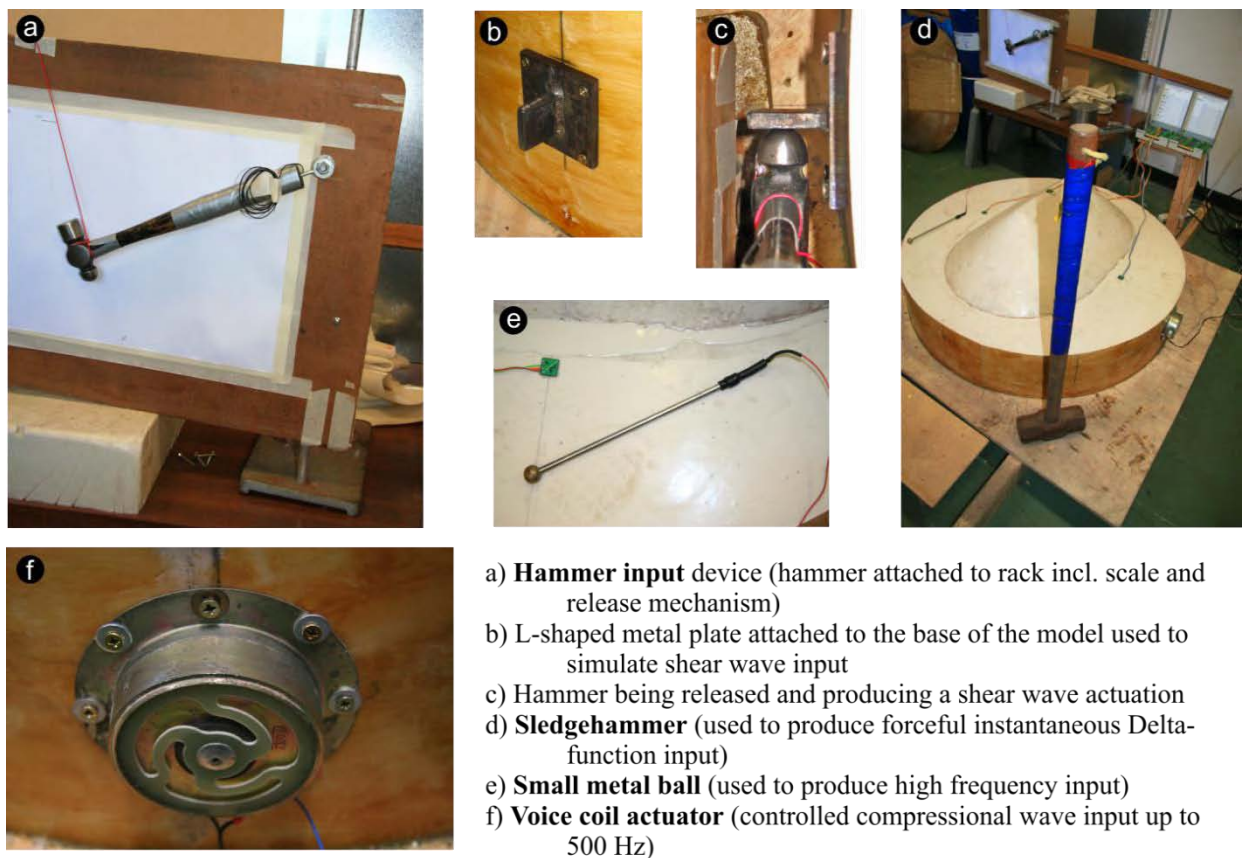 a
b
c
d
e
f
a) Hammer input device (hammer attached to rack incl. scale and
release mechanism)
b) L-shaped metal plate attached to the base of the model used to
simulate shear wave input
c) Hammer being released and producing a shear wave actuation
d) Sledgehammer (used to produce forceful instantaneous Delta-
function input)
e) Small metal ball (used to produce high frequency input)
f) Voice coil actuator (controlled compressional wave input up to
500 Hz)